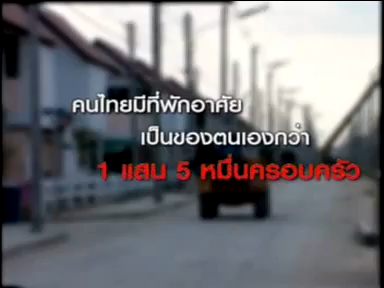 คนไทยมีที่พักอาศัย
เป็นของตนเองกว่า
1 แสน 5 หมื่นครอบครัว